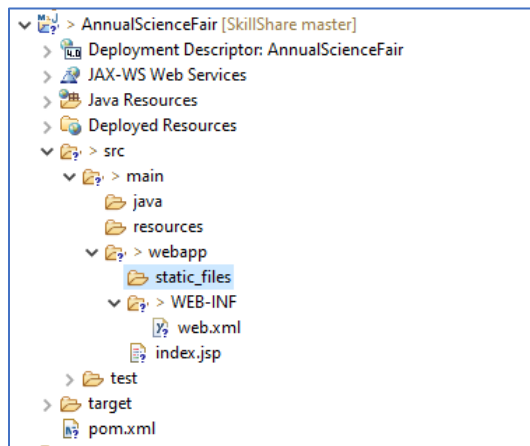 > AnnualScienceFair [SkillShare master]
Deployment Descriptor: AnnualScienceFair
JAX-WS Web Services
Java Resources
Deployed Resources
> src
> main
java
resources
> webapp
static_files
> WEB-INF
web.xml
index.jsp
test
target
pom.xml